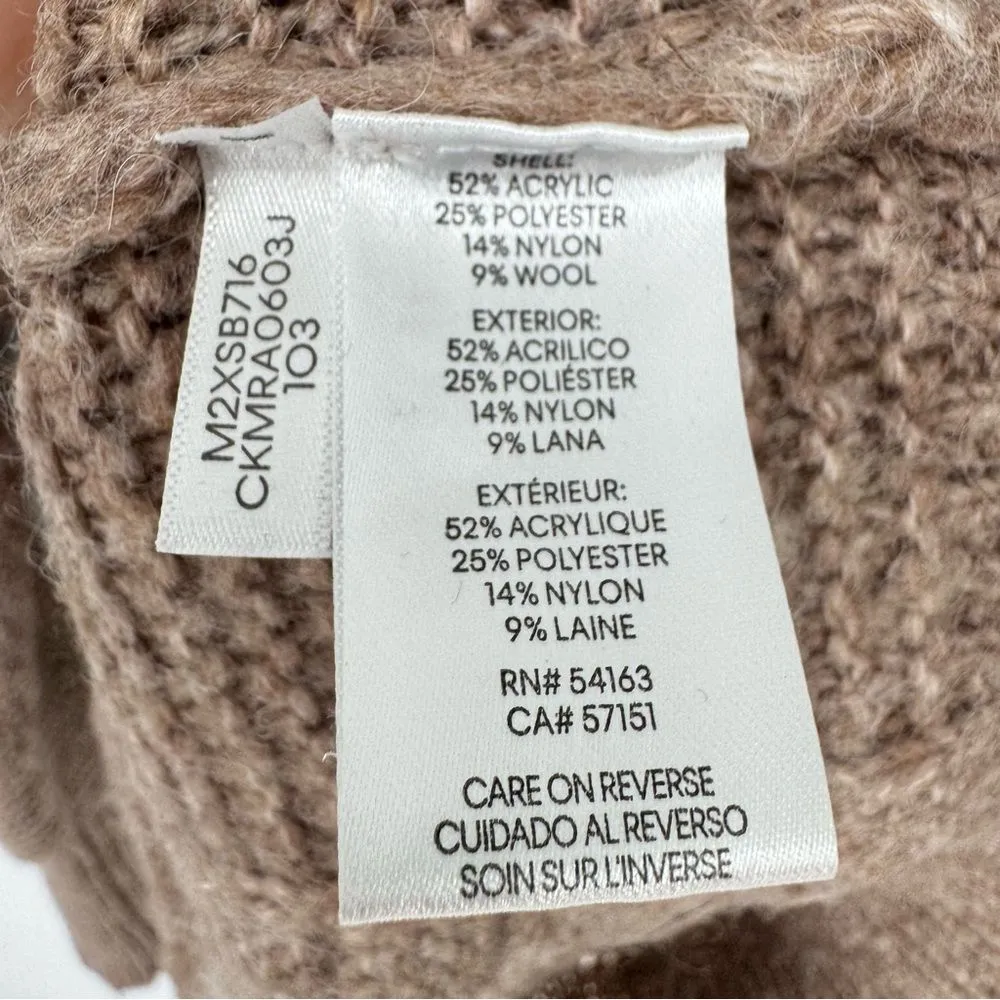 M2XSB716
CKMRA0603J
103
SHELL:
52% ACRYLIC
25% POLYESTER
14% NYLON
9% WOOL
EXTERIOR:
52% ACRILICO
25% POLIÉSTER
14% NYLON
9% LANA
EXTÉRIEUR:
52% ACRYLIQUE
25% POLYESTER
14% NYLON
9% LAINE
RN# 54163
CA# 57151
CARE ON REVERSE
CUIDADO AL REVERSO
SOIN SUR L'INVERSE